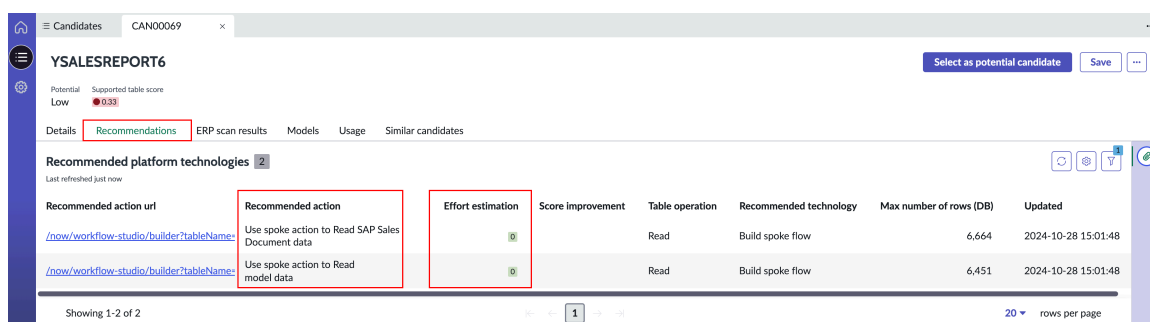 Candidates CAN00069 ×
YSALESREPORT6 Select as potential candidate Save
Potential Supported table score
Low 0.33
Details Recommendations ERP scan results Models Usage Similar candidates
Recommended platform technologies 2 1
Last refreshed just now
Recommended action url Recommended action Effort estimation Score improvement Table operation Recommended technology Max number of rows (DB) Updated
/now/workflow-studio/builder?tableName= Use spoke action to Read SAP Sales
Document data 0 Read Build spoke flow 6,664 2024-10-28 15:01:48
/now/workflow-studio/builder?tableName= Use spoke action to Read
model data 0 Read Build spoke flow 6,451 2024-10-28 15:01:48
Showing 1-2 of 2 1 20 rows per page